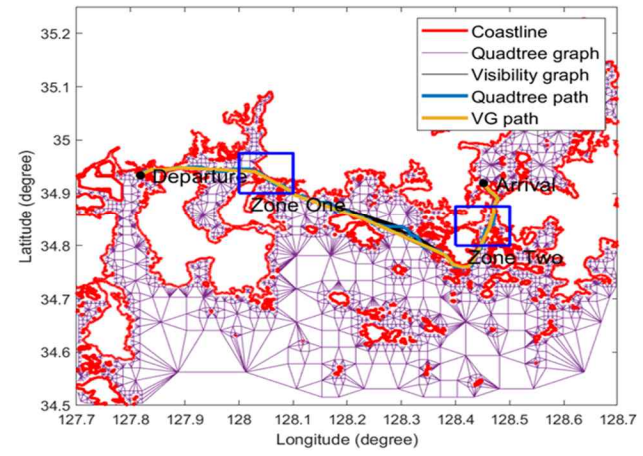 35.2
35.1
35
34.9
34.8
34.7
34.6
34.5
Latitude (degree)
Coastline
Quadtree graph
Visibility graph
Quadtree path
VG path
Departure
Arrival
Zone One
Zone Two
127.7 127.8 127.9 128 128.1 128.2 128.3 128.4 128.5 128.6 128.7
Longitude (degree)